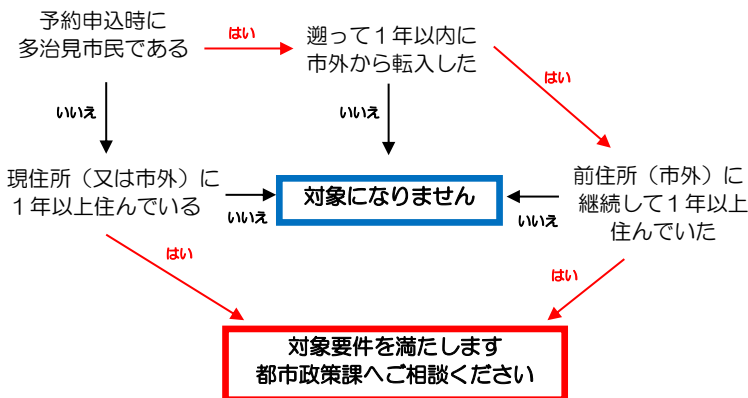 予約申込時に
多治見市民である
はい
遡って１年以内に
市外から転入した
はい
いいえ
いいえ
現住所（又は市外）に
１年以上住んでいる
いいえ
対象になりません
いいえ
前住所（市外）に
継続して１年以上
住んでいた
はい
はい
対象要件を満たします
都市政策課へご相談ください